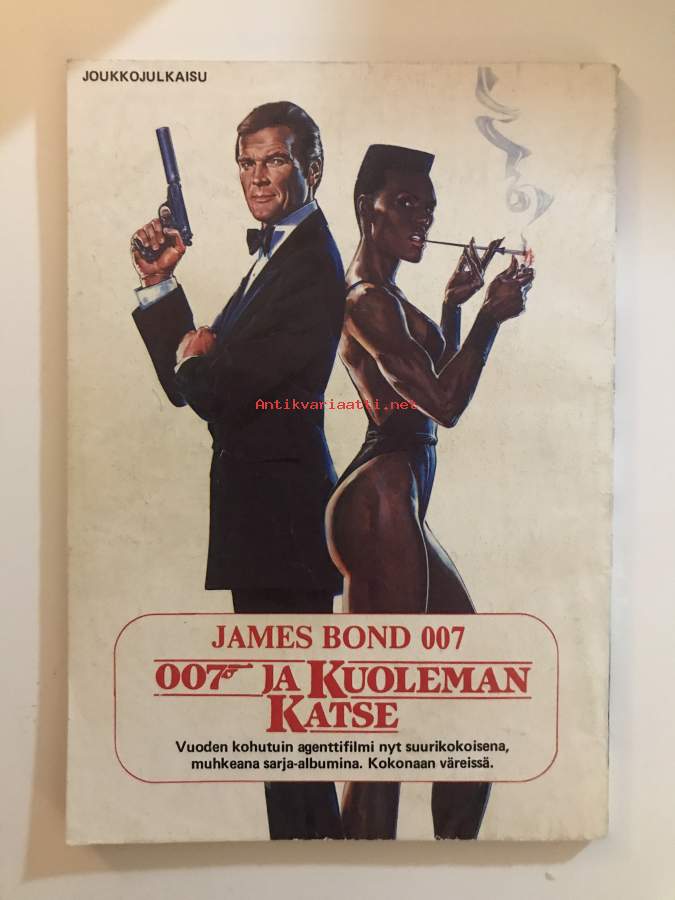 JOUKKOJULKAISU
Antikvariaatti.net
JAMES BOND 007
007 JA KUOLEMAN
KATSE
Vuoden kohutuin agenttifilmi nyt suurikokoisena,
muhkeana sarja-albumina. Kokonaan väreissä.